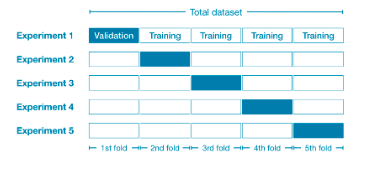 Total dataset
Experiment 1 Validation Training Training Training Training
Experiment 2
Experiment 3
Experiment 4
Experiment 5
1st fold 2nd fold 3rd fold 4th fold 5th fold